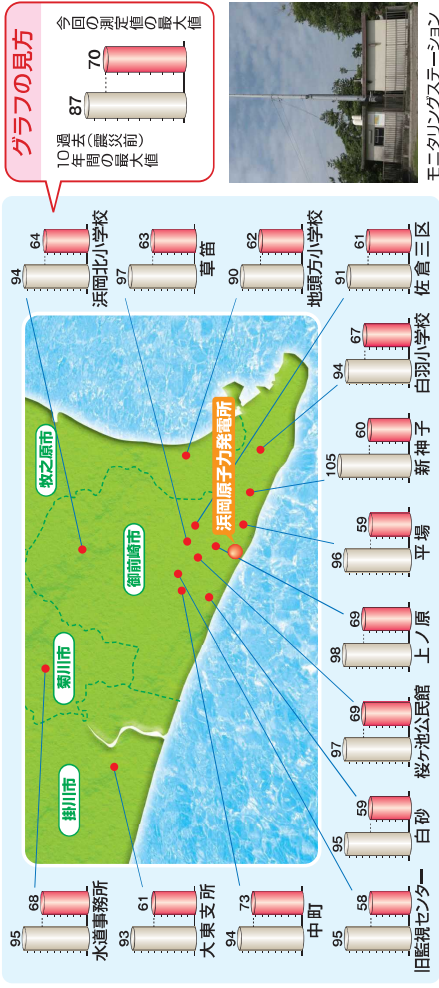 グラフの見方
今回の測定値の最大値
70
87
過去(震災前)
10年間の最大値
モニタリングステーション
94
64
浜岡北小学校
97
63
草笛
90
62
地頭方小学校
91
61
佐倉三区
94
67
白羽小学校
105
60
新神子
96
59
平場
98
69
上ノ原
97
69
桜ヶ池公民館
95
59
白砂
95
58
旧監視センター
94
73
中町
93
61
大東支所
95
68
水道事務所
牧之原市
御前崎市
菊川市
掛川市
浜岡原子力発電所